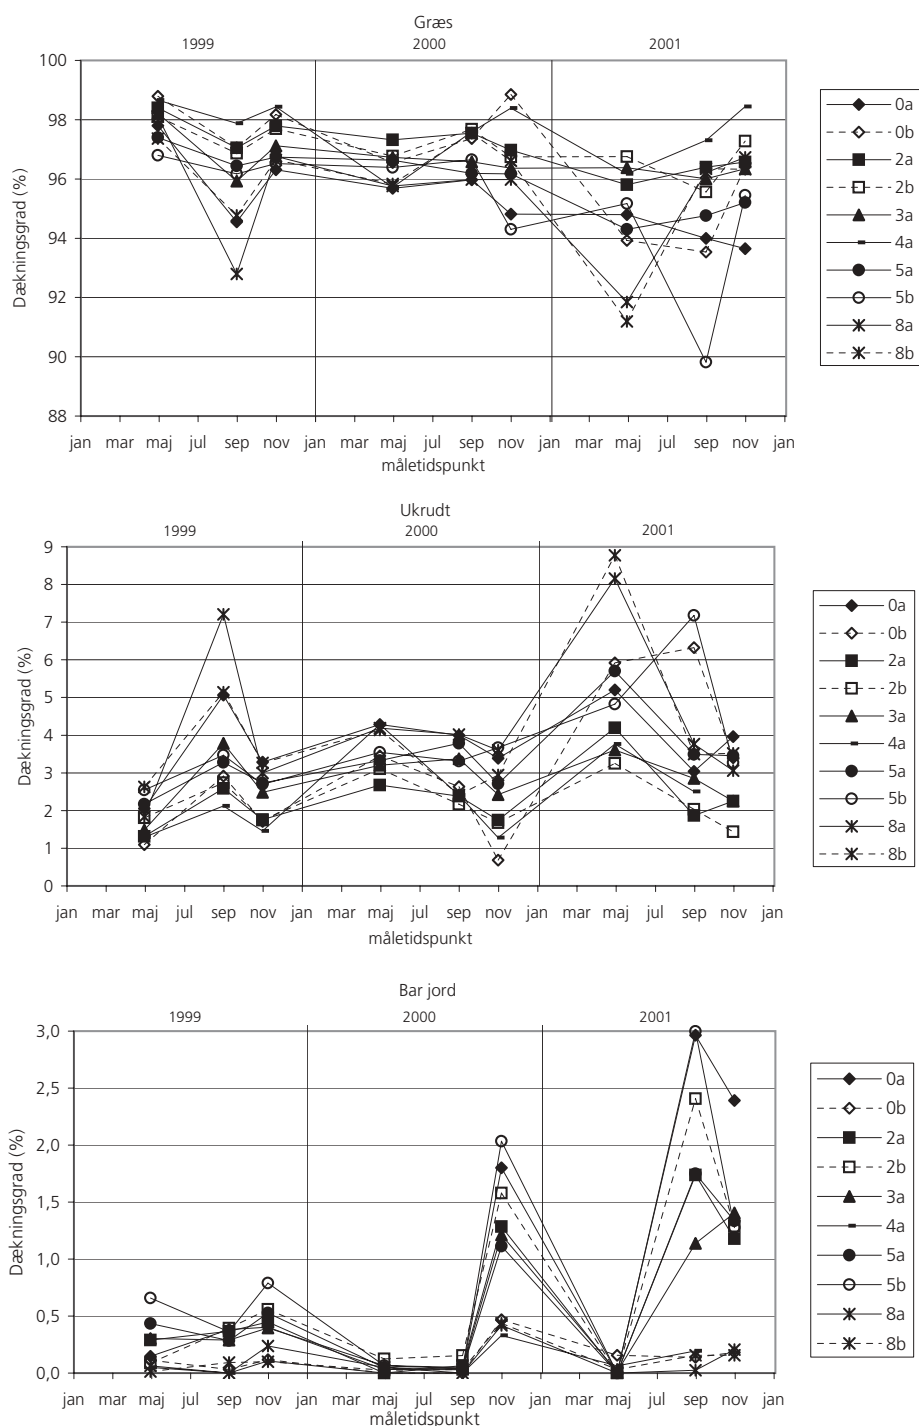 Græs
1999 2000 2001
100
98
96
94
92
90
88
Dækningsgrad (%)
jan mar maj jul sep nov jan mar maj jul sep nov jan mar maj jul sep nov jan
måletidspunkt
0a
0b
2a
2b
3a
4a
5a
5b
8a
8b
Ukrudt
1999 2000 2001
9
8
7
6
5
4
3
2
1
0
Dækningsgrad (%)
jan mar maj jul sep nov jan mar maj jul sep nov jan mar maj jul sep nov jan
måletidspunkt
0a
0b
2a
2b
3a
4a
5a
5b
8a
8b
Bar jord
1999 2000 2001
3,0
2,5
2,0
1,5
1,0
0,5
0,0
Dækningsgrad (%)
jan mar maj jul sep nov jan mar maj jul sep nov jan mar maj jul sep nov jan
måletidspunkt
0a
0b
2a
2b
3a
4a
5a
5b
8a
8b